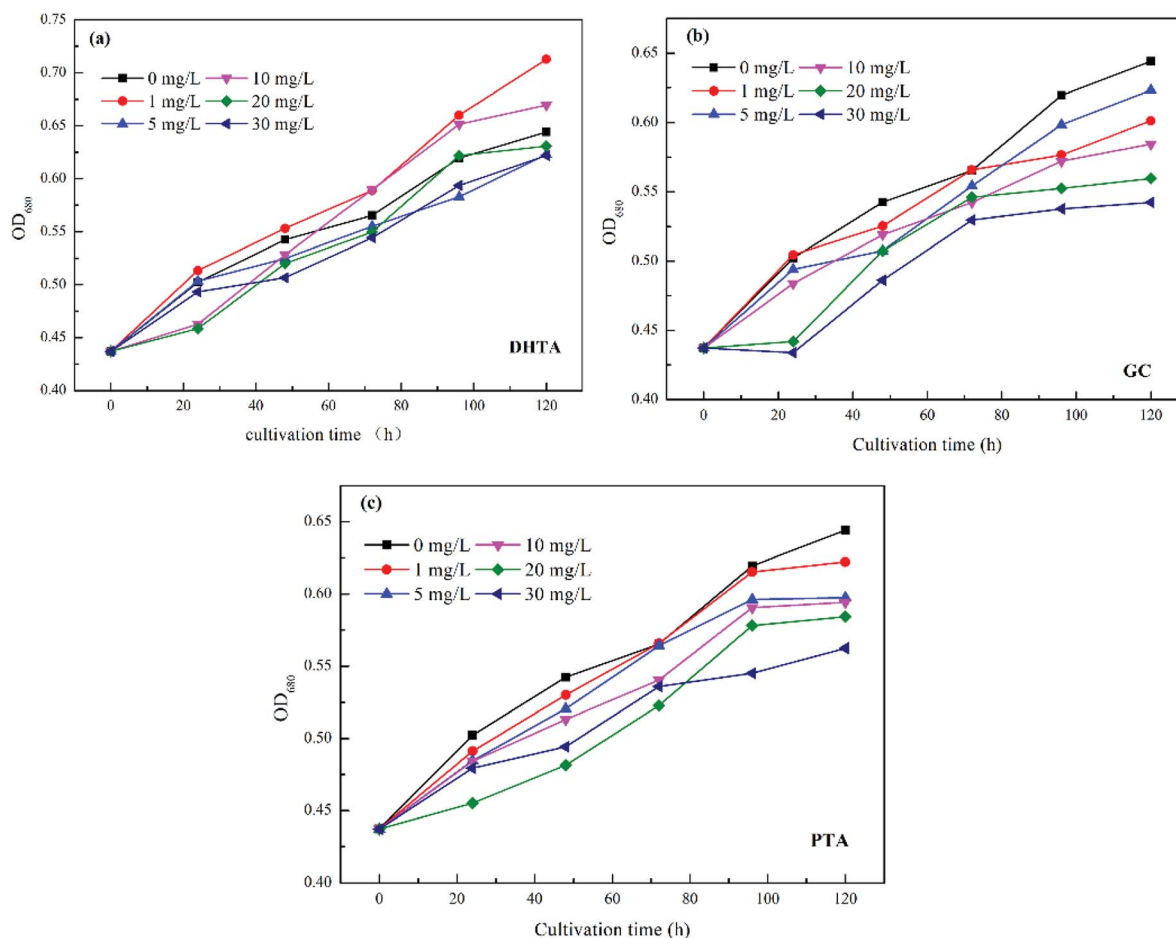 (a)
0 mg/L 10 mg/L
1 mg/L 20 mg/L
5 mg/L 30 mg/L
0.75
0.70
0.65
0.60
0.55
0.50
0.45
0.40
OD680
DHTA
0 20 40 60 80 100 120
cultivation time （h）
(b)
0 mg/L 10 mg/L
1 mg/L 20 mg/L
5 mg/L 30 mg/L
0.65
0.60
0.55
0.50
0.45
0.40
OD680
GC
0 20 40 60 80 100 120
Cultivation time (h)
(c)
0 mg/L 10 mg/L
1 mg/L 20 mg/L
5 mg/L 30 mg/L
0.65
0.60
0.55
0.50
0.45
0.40
OD680
PTA
0 20 40 60 80 100 120
Cultivation time (h)